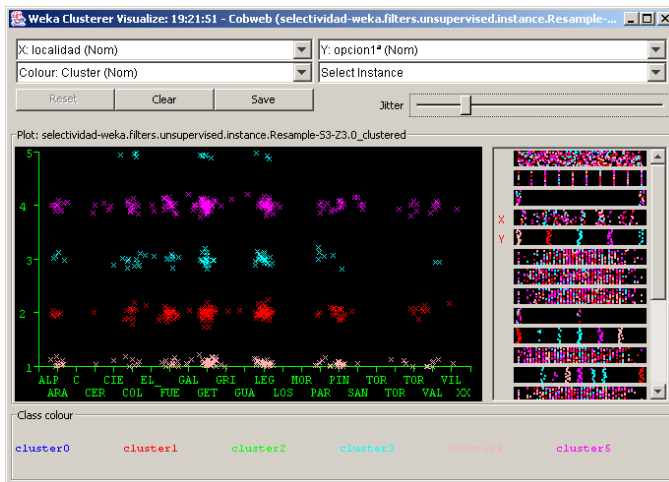 Weka Clusterer Visualize: 19:21:51 - Cobweb (selectividad-weka.filters.unsupervised.instance.Resample-...
X: localidad (Nom)
Y: opcion1ª (Nom)
Colour: Cluster (Nom)
Select Instance
Reset
Clear
Save
Jitter
Plot: selectividad-weka.filters.unsupervised.instance.Resample-S3-Z3.0_clustered
5
4
3
2
1
X
Y
ALP C CIE EL_ GAL GRI LEG MOR PIN TOR TOR VIL
ARA CER COL FUE GET GUA LOS PAR SAN TOR VAL XX
Class colour
cluster0 cluster1 cluster2 cluster3 cluster4 cluster5